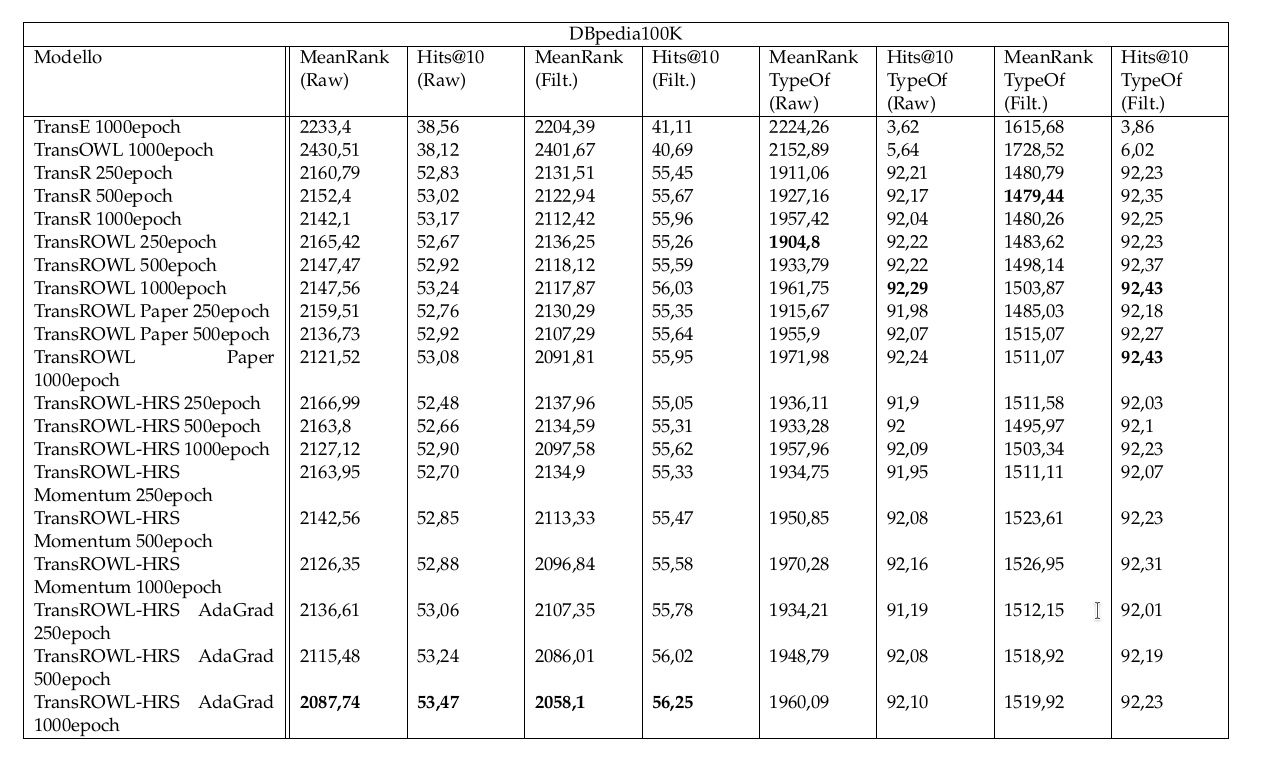 DBpedia100K
Modello MeanRank (Raw) Hits@10 (Raw) MeanRank (Filt.) Hits@10 (Filt.) MeanRank TypeOf (Raw) Hits@10 TypeOf (Raw) MeanRank TypeOf (Filt.) Hits@10 TypeOf (Filt.)
TransE 1000epoch 2233,4 38,56 2204,39 41,11 2224,26 3,62 1615,68 3,86
TransOWL 1000epoch 2430,51 38,12 2401,67 40,69 2152,89 5,64 1728,52 6,02
TransR 250epoch 2160,79 52,83 2131,51 55,45 1911,06 92,21 1480,79 92,23
TransR 500epoch 2152,4 53,02 2122,94 55,67 1927,16 92,17 1479,44 92,35
TransR 1000epoch 2142,1 53,17 2112,42 55,96 1957,42 92,04 1480,26 92,25
TransROWL 250epoch 2165,42 52,67 2136,25 55,26 1904,8 92,22 1483,62 92,23
TransROWL 500epoch 2147,47 52,92 2118,12 55,59 1933,79 92,22 1498,14 92,37
TransROWL 1000epoch 2147,56 53,24 2117,87 56,03 1961,75 92,29 1503,87 92,43
TransROWL Paper 250epoch 2159,51 52,76 2130,29 55,35 1915,67 91,98 1485,03 92,18
TransROWL Paper 500epoch 2136,73 52,92 2107,29 55,64 1955,9 92,07 1515,07 92,27
TransROWL Paper 2121,52 53,08 2091,81 55,95 1971,98 92,24 1511,07 92,43
1000epoch
TransROWL-HRS 250epoch 2166,99 52,48 2137,96 55,05 1936,11 91,9 1511,58 92,03
TransROWL-HRS 500epoch 2163,8 52,66 2134,59 55,31 1933,28 92 1495,97 92,1
TransROWL-HRS 1000epoch 2127,12 52,90 2097,58 55,62 1957,96 92,09 1503,34 92,23
TransROWL-HRS 2163,95 52,70 2134,9 55,33 1934,75 91,95 1511,11 92,07
Momentum 250epoch
TransROWL-HRS 2142,56 52,85 2113,33 55,47 1950,85 92,08 1523,61 92,23
Momentum 500epoch
TransROWL-HRS 2126,35 52,88 2096,84 55,58 1970,28 92,16 1526,95 92,31
Momentum 1000epoch
TransROWL-HRS AdaGrad 2136,61 53,06 2107,35 55,78 1934,21 91,19 1512,15 92,01
250epoch
TransROWL-HRS AdaGrad 2115,48 53,24 2086,01 56,02 1948,79 92,08 1518,92 92,19
500epoch
TransROWL-HRS AdaGrad 2087,74 53,47 2058,1 56,25 1960,09 92,10 1519,92 92,23
1000epoch